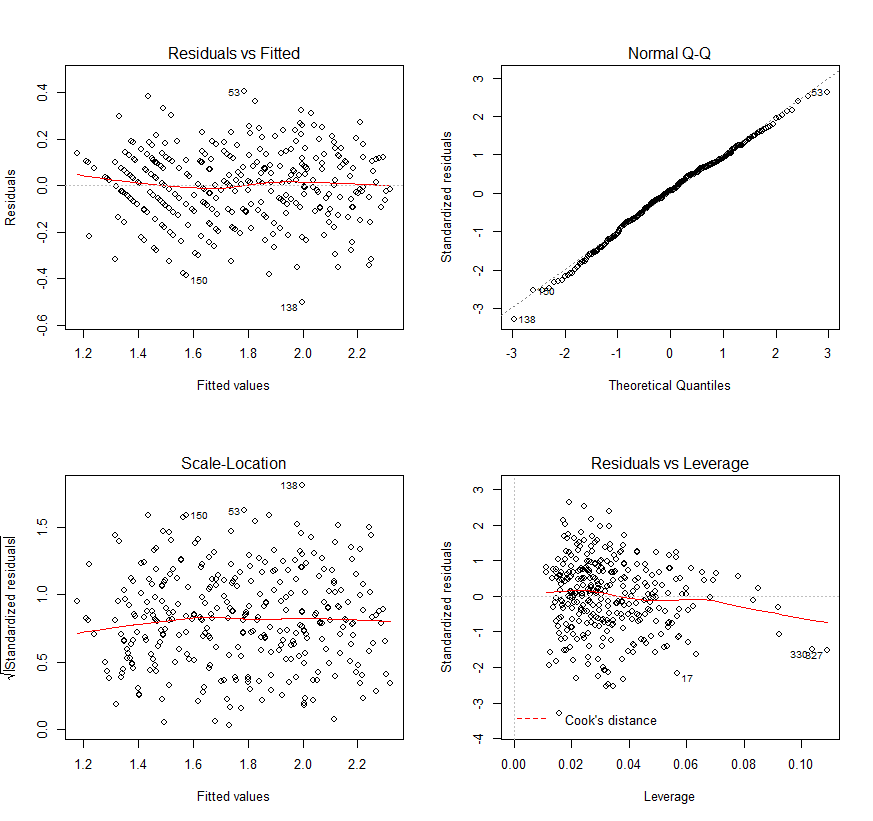 Residuals vs Fitted
Residuals
0.4
0.2
0.0
-0.2
-0.4
-0.6
53
150
138
1.2 1.4 1.6 1.8 2.0 2.2
Fitted values
Normal Q-Q
Standardized residuals
3
2
1
0
-1
-2
-3
53
150
138
-3 -2 -1 0 1 2 3
Theoretical Quantiles
Scale-Location
√|Standardized residuals|
1.5
1.0
0.5
0.0
138
150
53
1.2 1.4 1.6 1.8 2.0 2.2
Fitted values
Residuals vs Leverage
Standardized residuals
3
2
1
0
-1
-2
-3
-4
330
327
17
Cook's distance
0.00 0.02 0.04 0.06 0.08 0.10
Leverage